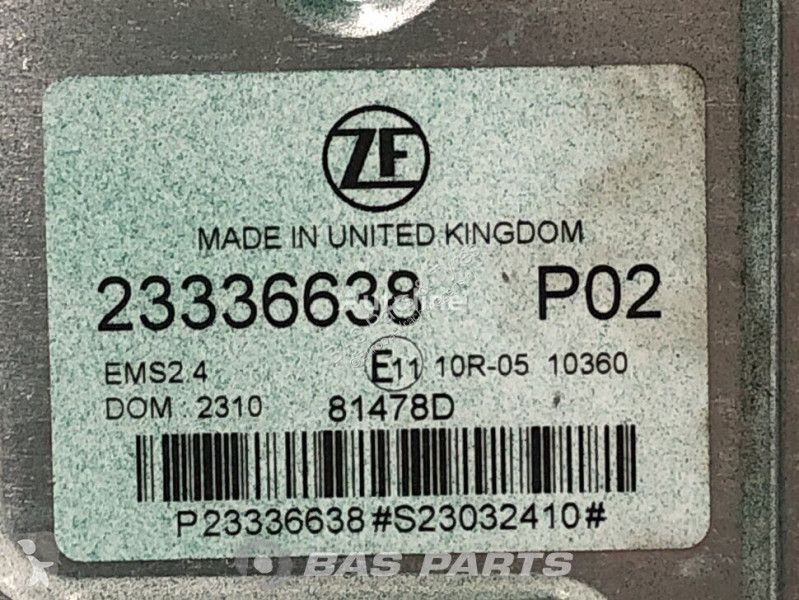 ZF
MADE IN UNITED KINGDOM
23336638 P02
Autoline
EMS2.4 E11 10R-05 10360
DOM : 2310 81478D
P23336638#S23032410#
BAS PARTS